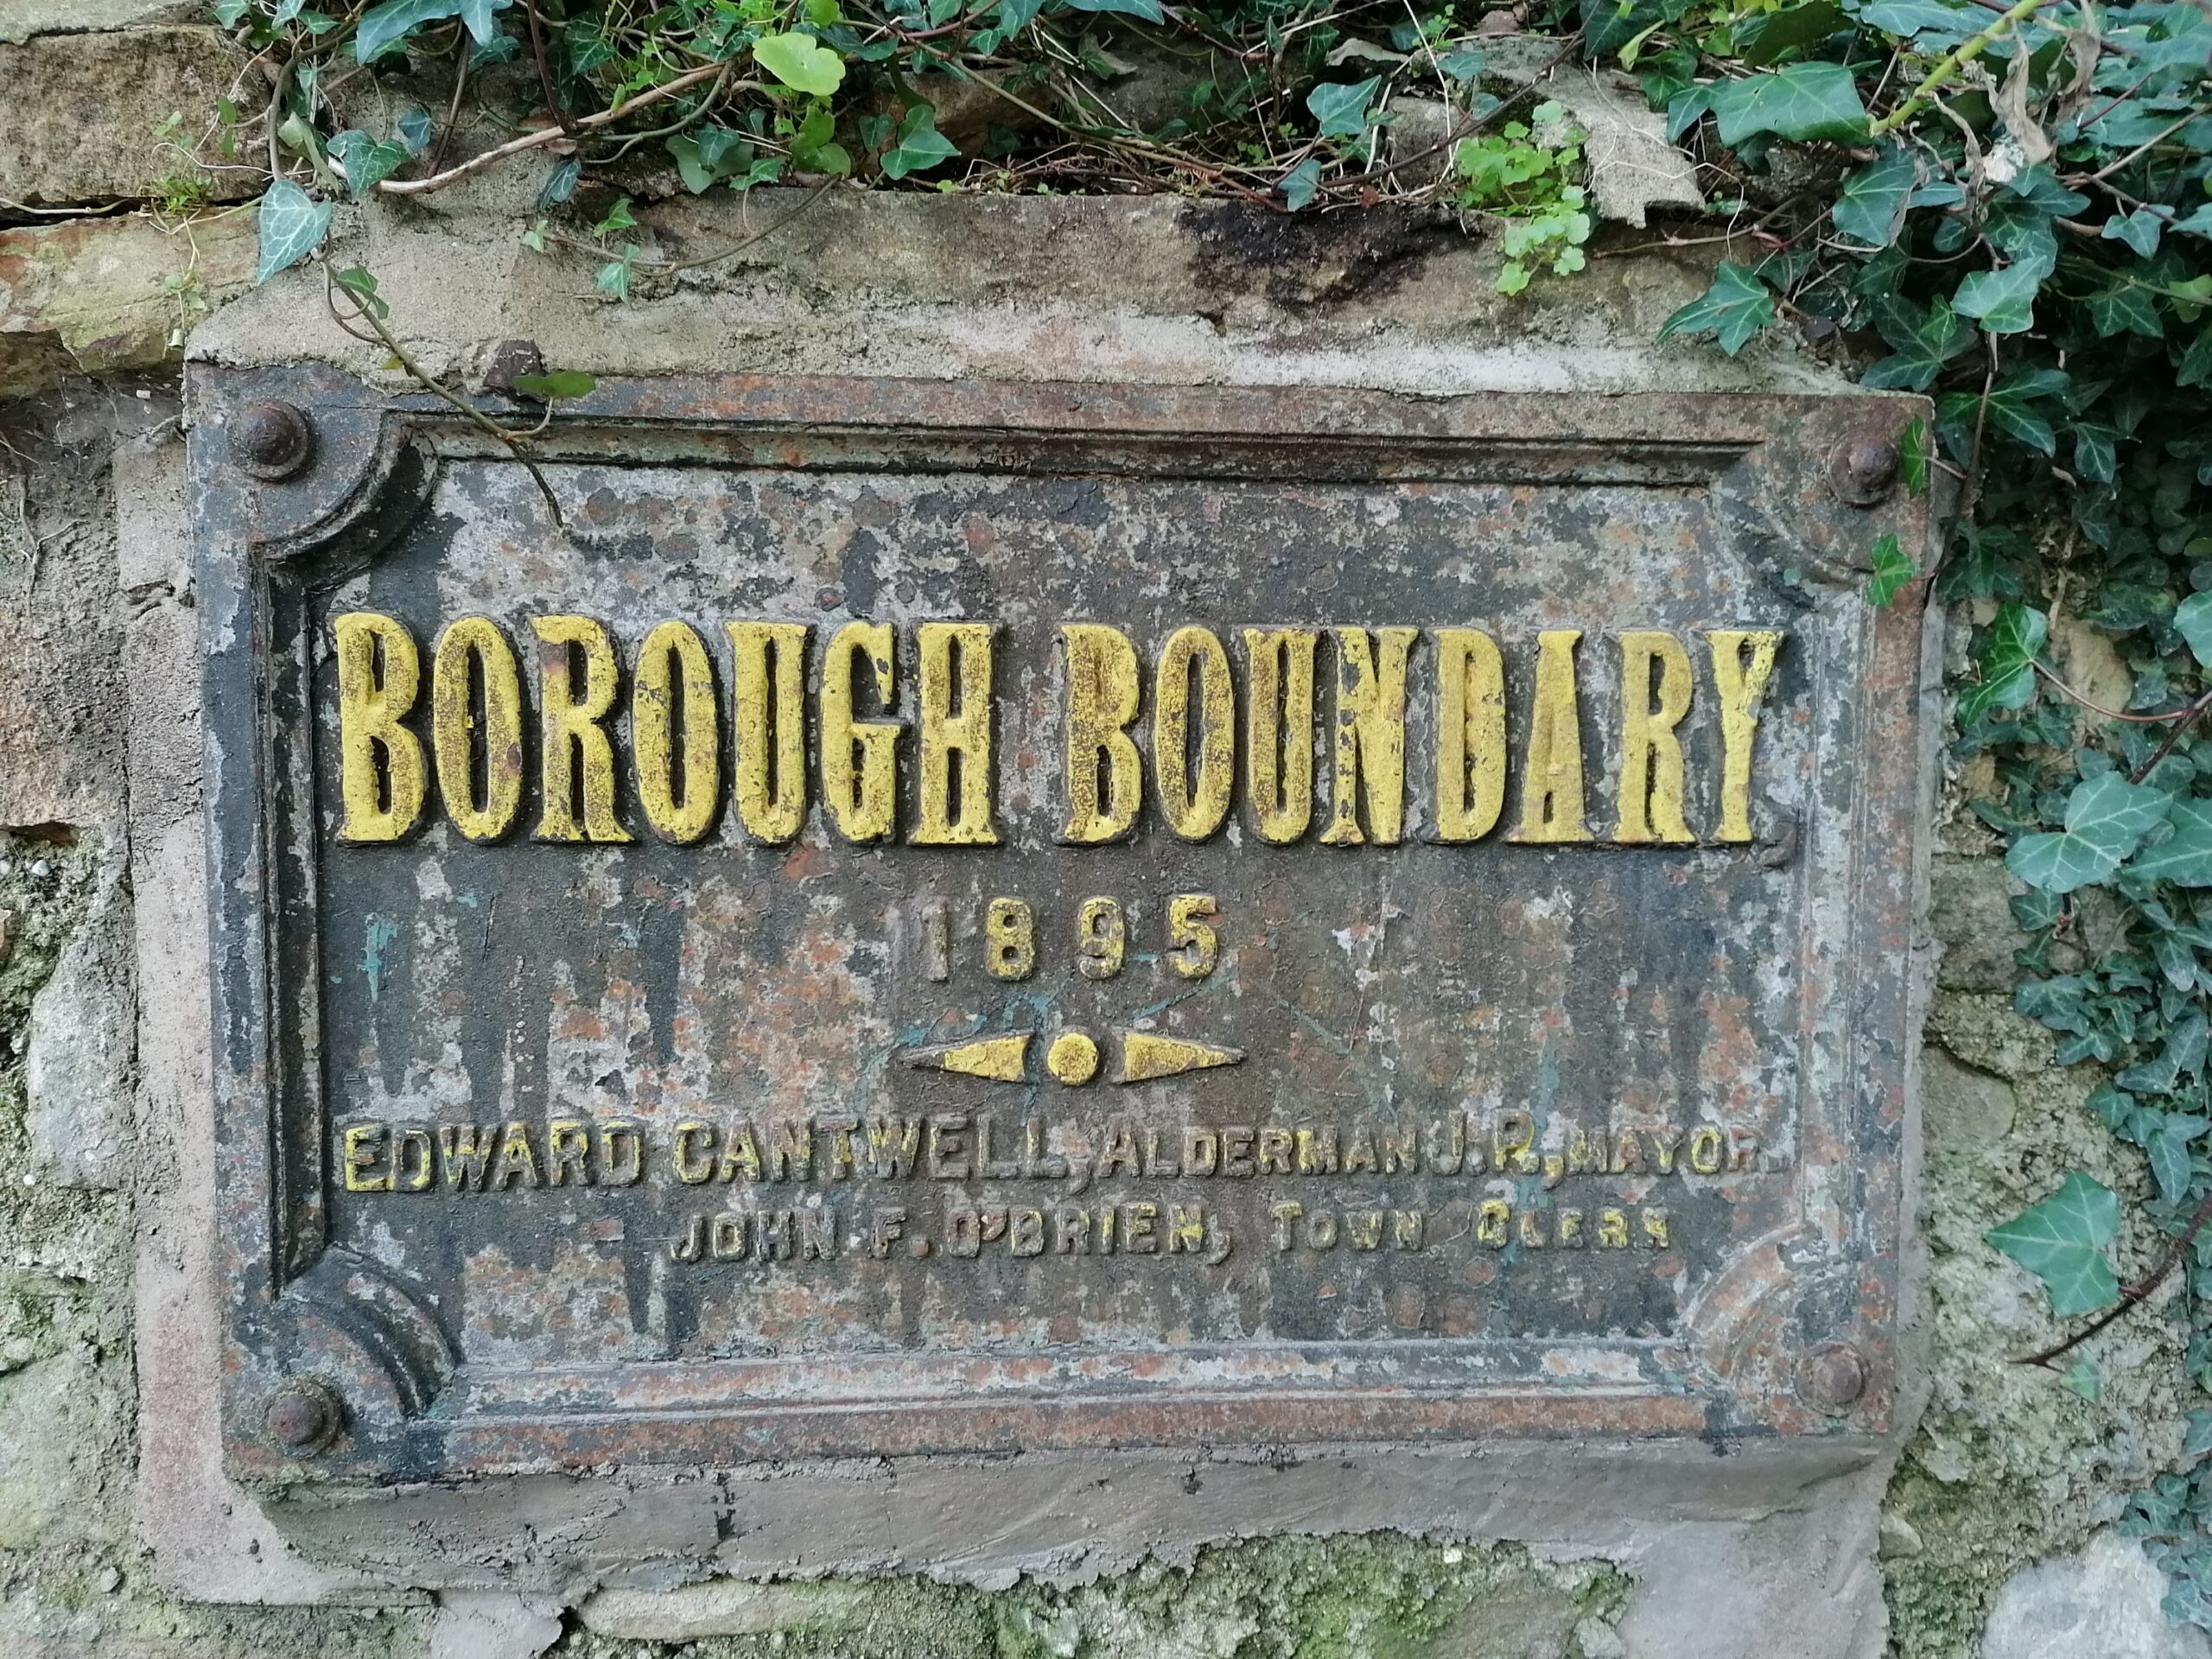 BOROUGH BOUNDARY
1895
EDWARD CANTWELL, ALDERMAN J.P., MAYOR.
JOHN F. O'BRIEN, TOWN CLERK